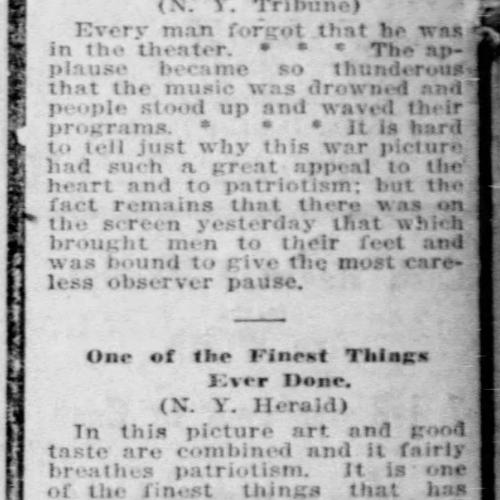 (N. Y. Tribune)
Every man forgot that he was
in the theater. * * * The ap-
plause became so thunderous
that the music was drowned and
people stood up and waved their
programs. * * * It is hard
to tell just why this war picture
had such a great appeal to the
heart and to patriotism; but the
fact remains that there was on
the screen yesterday that which
brought men to their feet and
was bound to give the most care-
less observer pause.
One of the Finest Things
Ever Done.
(N. Y. Herald)
In this picture art and good
taste are combined and it fairly
breathes patriotism. It is one
of the finest things that has